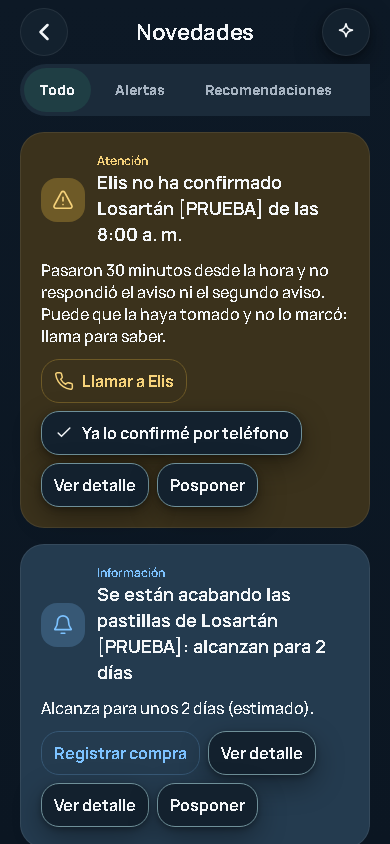 Novedades
Todo
Alertas
Recomendaciones
Atención
Elis no ha confirmado
Losartán [PRUEBA] de las
8:00 a. m.
Pasaron 30 minutos desde la hora y no
respondió el aviso ni el segundo aviso.
Puede que la haya tomado y no lo marcó:
llama para saber.
Llamar a Elis
Ya lo confirmé por teléfono
Ver detalle
Posponer
Información
Se están acabando las
pastillas de Losartán
[PRUEBA]: alcanzan para 2
días
Alcanza para unos 2 días (estimado).
Registrar compra
Ver detalle
Ver detalle
Posponer